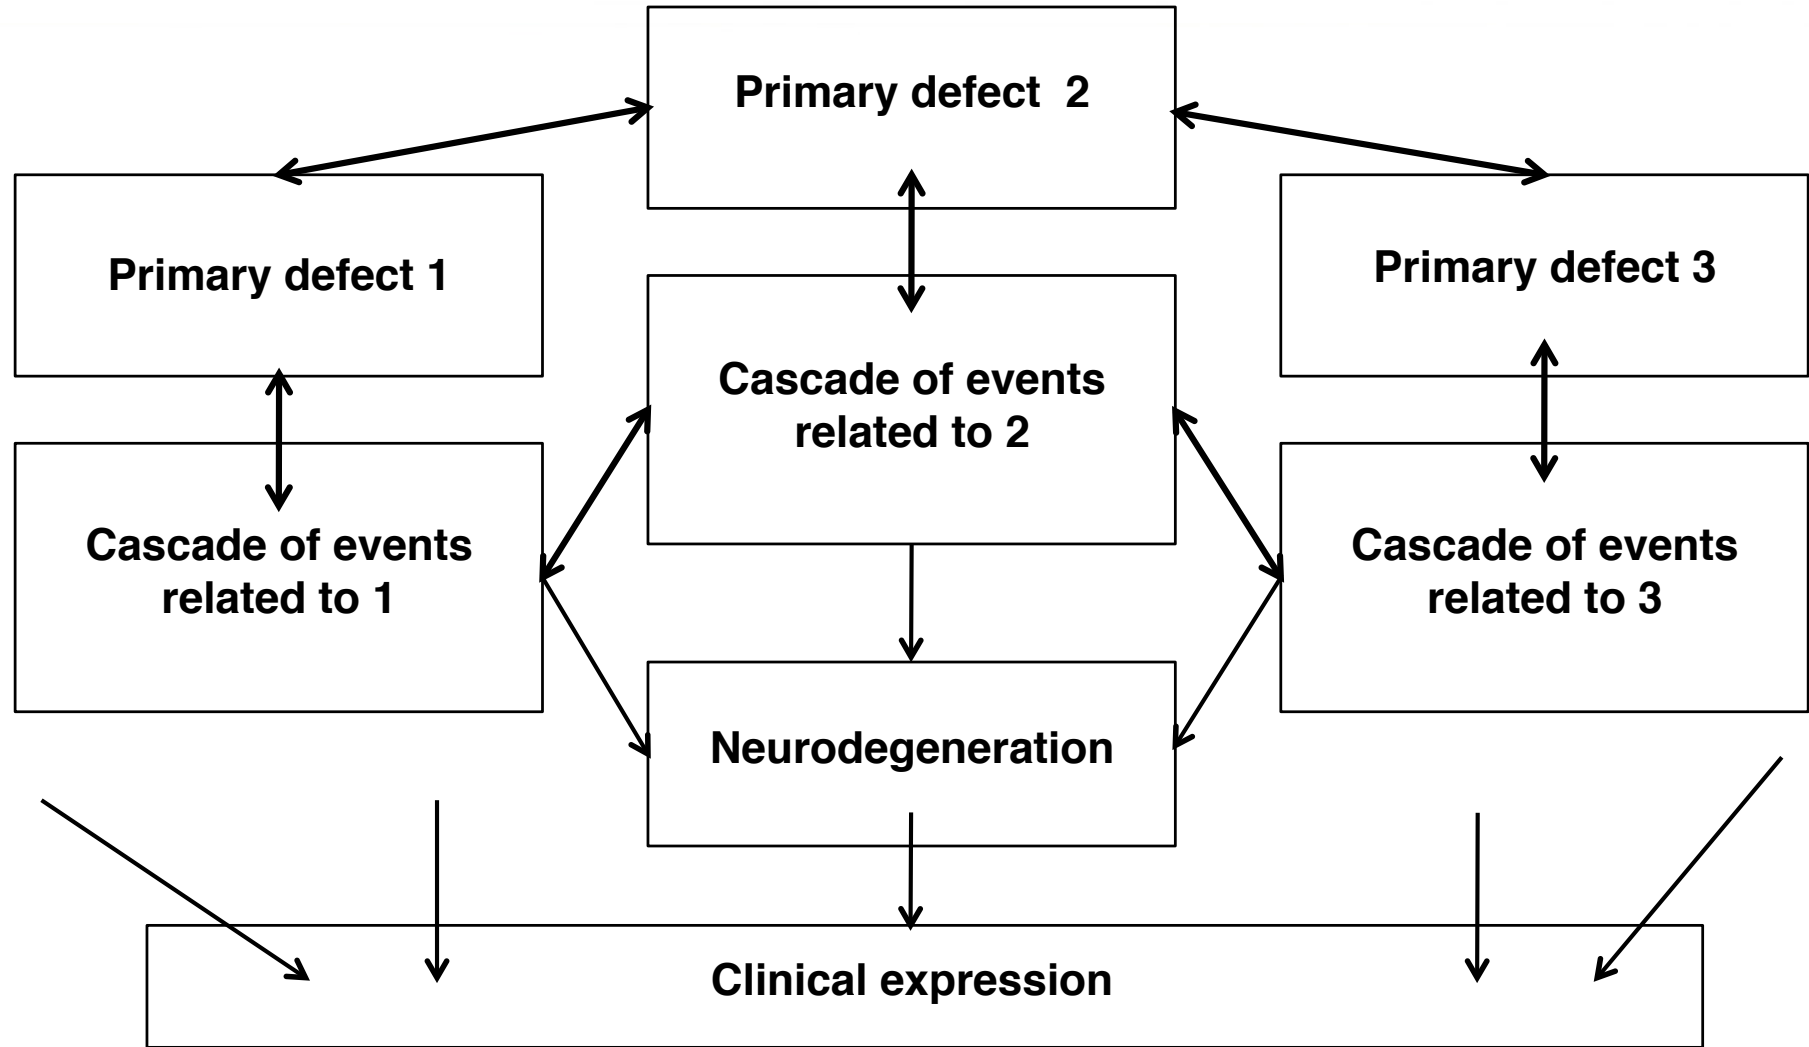 Primary defect 2
Primary defect 1
Primary defect 3
Cascade of events
related to 2
Cascade of events
related to 1
Cascade of events
related to 3
Neurodegeneration
Clinical expression